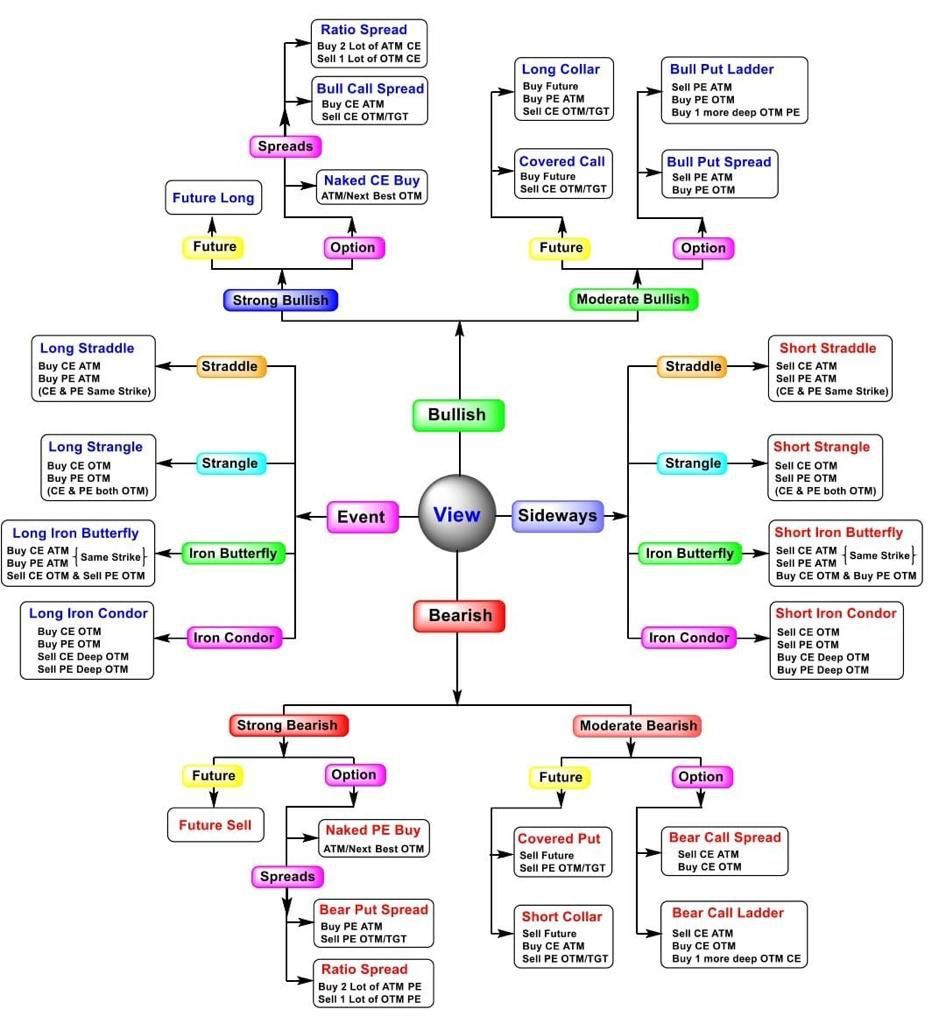 Ratio Spread
Buy 2 Lot of ATM CE
Sell 1 Lot of OTM CE
Bull Call Spread
Buy CE ATM
Sell CE OTM/TGT
Spreads
Naked CE Buy
ATM/Next Best OTM
Future Long
Future
Option
Strong Bullish
Long Collar
Buy Future
Buy PE ATM
Sell CE OTM/TGT
Covered Call
Buy Future
Sell CE OTM/TGT
Bull Put Ladder
Sell PE ATM
Buy PE OTM
Buy 1 more deep OTM PE
Bull Put Spread
Sell PE ATM
Buy PE OTM
Future
Option
Moderate Bullish
Bullish
View
Event
Sideways
Bearish
Long Straddle
Buy CE ATM
Buy PE ATM
(CE & PE Same Strike)
Straddle
Long Strangle
Buy CE OTM
Buy PE OTM
(CE & PE both OTM)
Strangle
Long Iron Butterfly
Buy CE ATM
Buy PE ATM
{Same Strike}
Sell CE OTM & Sell PE OTM
Iron Butterfly
Long Iron Condor
Buy CE OTM
Buy PE OTM
Sell CE Deep OTM
Sell PE Deep OTM
Iron Condor
Straddle
Short Straddle
Sell CE ATM
Sell PE ATM
(CE & PE Same Strike)
Strangle
Short Strangle
Sell CE OTM
Sell PE OTM
(CE & PE both OTM)
Iron Butterfly
Short Iron Butterfly
Sell CE ATM
Sell PE ATM
{Same Strike}
Buy CE OTM & Buy PE OTM
Iron Condor
Short Iron Condor
Sell CE OTM
Sell PE OTM
Buy CE Deep OTM
Buy PE Deep OTM
Strong Bearish
Future
Option
Future Sell
Naked PE Buy
ATM/Next Best OTM
Spreads
Bear Put Spread
Buy PE ATM
Sell PE OTM/TGT
Ratio Spread
Buy 2 Lot of ATM PE
Sell 1 Lot of OTM PE
Moderate Bearish
Future
Option
Covered Put
Sell Future
Sell PE OTM/TGT
Short Collar
Sell Future
Buy CE ATM
Sell PE OTM/TGT
Bear Call Spread
Sell CE ATM
Buy CE OTM
Bear Call Ladder
Sell CE ATM
Buy CE OTM
Buy 1 more deep OTM CE